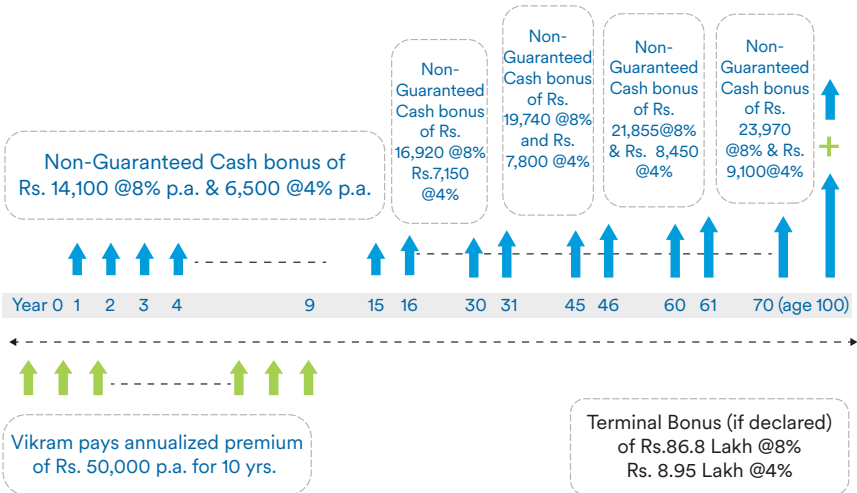 Non-Guaranteed Cash bonus of
Rs. 14,100 @8% p.a. & 6,500 @4% p.a.
Non-
Guaranteed
Cash bonus
of Rs.
16,920 @8%
Rs.7,150
@4%
Non-
Guaranteed
Cash bonus
of Rs.
19,740 @8%
and Rs.
7,800 @4%
Non-
Guaranteed
Cash bonus
of Rs.
21,855@8%
& Rs. 8,450
@4%
Non-
Guaranteed
Cash bonus
of Rs.
23,970
@8% & Rs.
9,100@4%
+
Year 0 1 2 3 4 9 15 16 30 31 45 46 60 61 70 (age 100)
Vikram pays annualized premium
of Rs. 50,000 p.a. for 10 yrs.
Terminal Bonus (if declared)
of Rs.86.8 Lakh @8%
Rs. 8.95 Lakh @4%